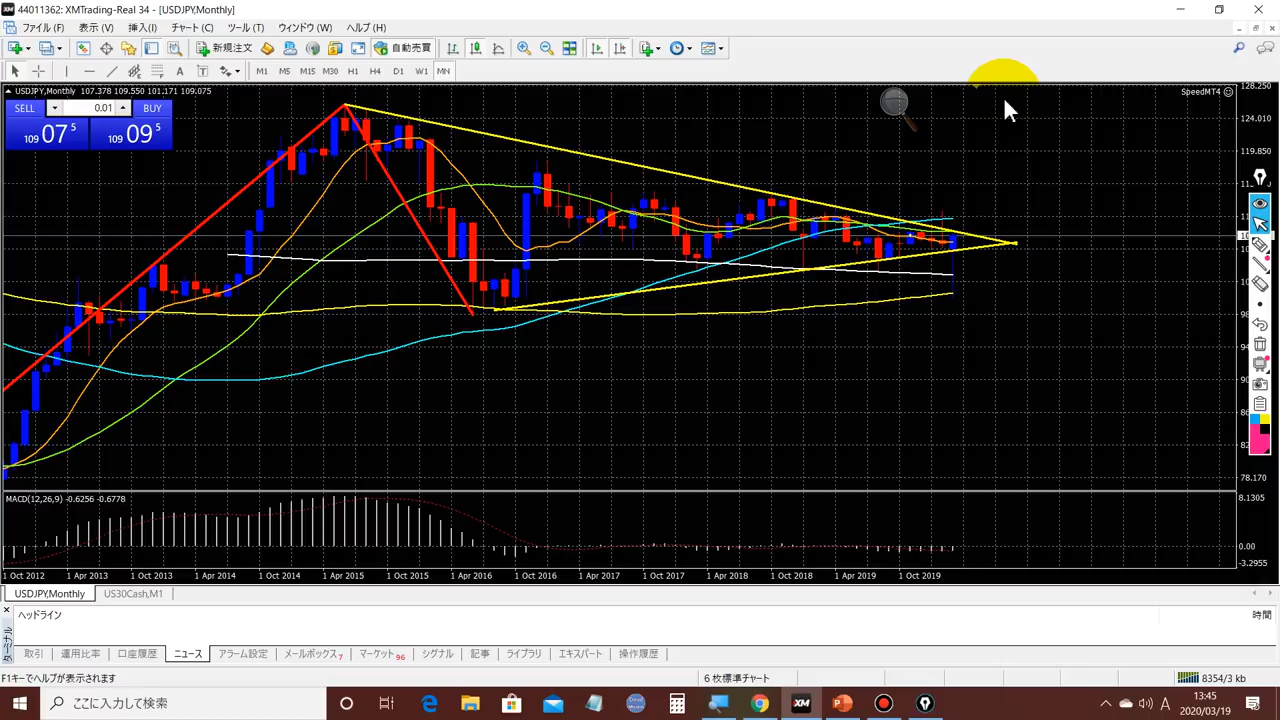 44011362: XMTrading-Real 34 - [USDJPY,Monthly]
ファイル (F) 表示 (V) 挿入(I) チャート (C) ツール (T) ウィンドウ (W) ヘルプ (H)
新規注文 自動売買
A T M1 M5 M15 M30 H1 H4 D1 W1 MN
USDJPY,Monthly 107.378 109.550 101.171 109.075
SpeedMT4
SELL 0.01 BUY
109 07 5 109 09 5
128.250
124.010
119.850
78.170
MACD(12,26,9) -0.6256 -0.6778
8.1305
0.00
-3.2955
1 Oct 2012 1 Apr 2013 1 Oct 2013 1 Apr 2014 1 Oct 2014 1 Apr 2015 1 Oct 2015 1 Apr 2016 1 Oct 2016 1 Apr 2017 1 Oct 2017 1 Apr 2018 1 Oct 2018 1 Apr 2019 1 Oct 2019
USDJPY,Monthly US30Cash,M1
ヘッドライン 時間
ターミナル
取引 運用比率 口座履歴 ニュース アラーム設定 メールボックス7 マーケット96 シグナル 記事 ライブラリ エキスパート 操作履歴
F1キーでヘルプが表示されます 6 枚標準チャート 8354/3 kb
ここに入力して検索
XM
A
13:45
2020/03/19